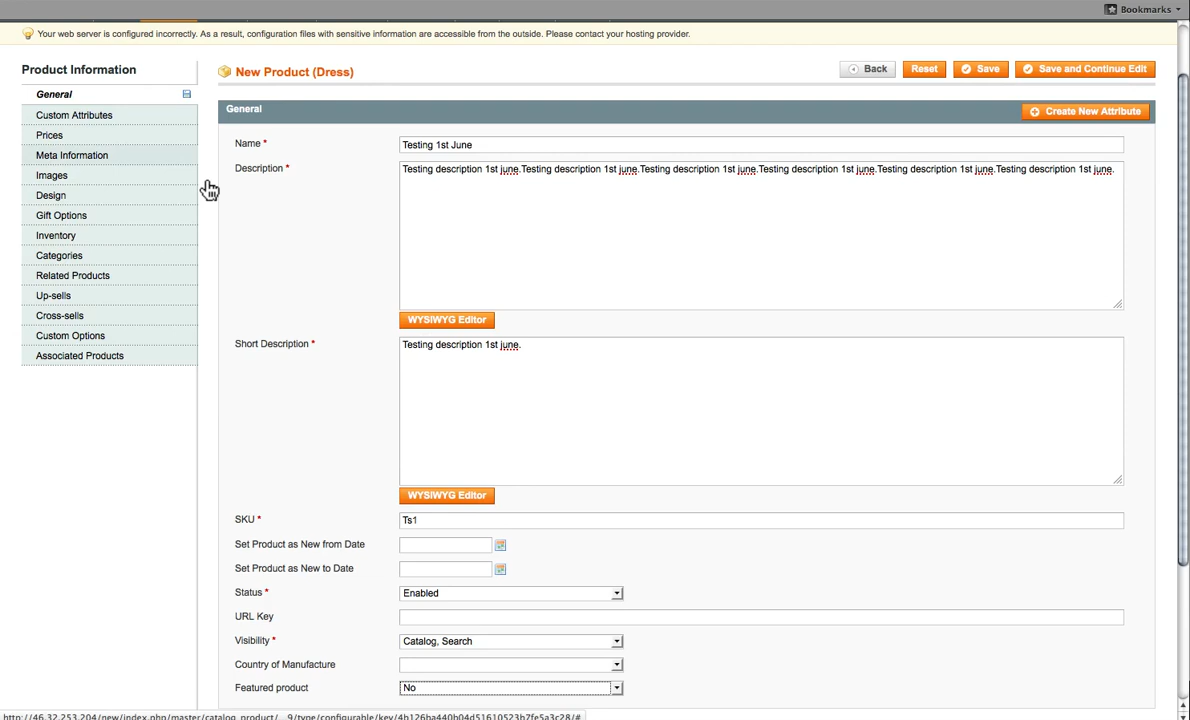 Bookmarks
Your web server is configured incorrectly. As a result, configuration files with sensitive information are accessible from the outside. Please contact your hosting provider.
Product Information
General
Custom Attributes
Prices
Meta Information
Images
Design
Gift Options
Inventory
Categories
Related Products
Up-sells
Cross-sells
Custom Options
Associated Products
New Product (Dress)
Back
Reset
Save
Save and Continue Edit
General
Create New Attribute
Name *
Testing 1st June
Description *
Testing description 1st june.Testing description 1st june.Testing description 1st june.Testing description 1st june.Testing description 1st june.Testing description 1st june.
WYSIWYG Editor
Short Description *
Testing description 1st june.
WYSIWYG Editor
SKU *
Ts1
Set Product as New from Date
Set Product as New to Date
Status *
Enabled
URL Key
Visibility *
Catalog, Search
Country of Manufacture
Featured product
No